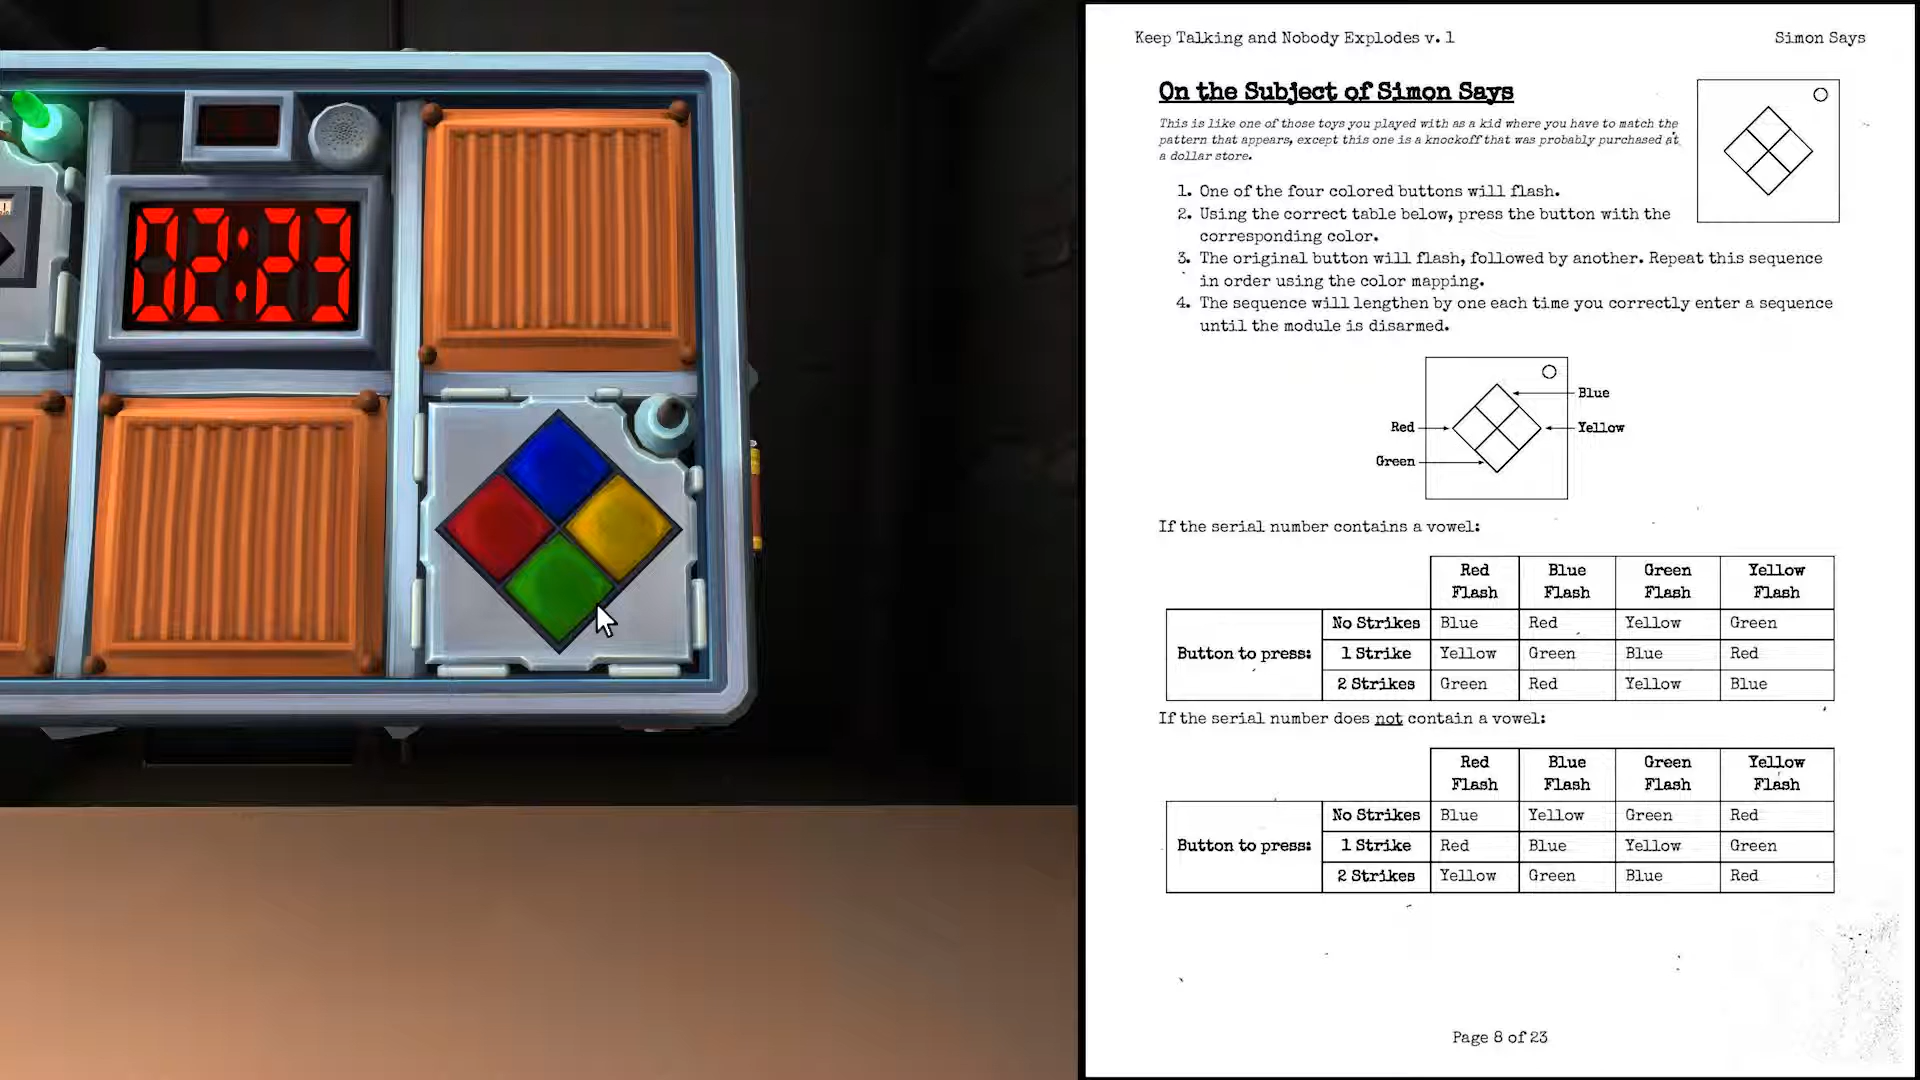 02:23
Keep Talking and Nobody Explodes v. 1
Simon Says
On the Subject of Simon Says
This is like one of those toys you played with as a kid where you have to match the
pattern that appears, except this one is a knockoff that was probably purchased at
a dollar store.
1. One of the four colored buttons will flash.
2. Using the correct table below, press the button with the
corresponding color.
3. The original button will flash, followed by another. Repeat this sequence
in order using the color mapping.
4. The sequence will lengthen by one each time you correctly enter a sequence
until the module is disarmed.
Blue
Red
Yellow
Green
If the serial number contains a vowel:
Red Flash Blue Flash Green Flash Yellow Flash
Button to press:
No Strikes Blue Red Yellow Green
1 Strike Yellow Green Blue Red
2 Strikes Green Red Yellow Blue
If the serial number does not contain a vowel:
Red Flash Blue Flash Green Flash Yellow Flash
Button to press:
No Strikes Blue Yellow Green Red
1 Strike Red Blue Yellow Green
2 Strikes Yellow Green Blue Red
Page 8 of 23